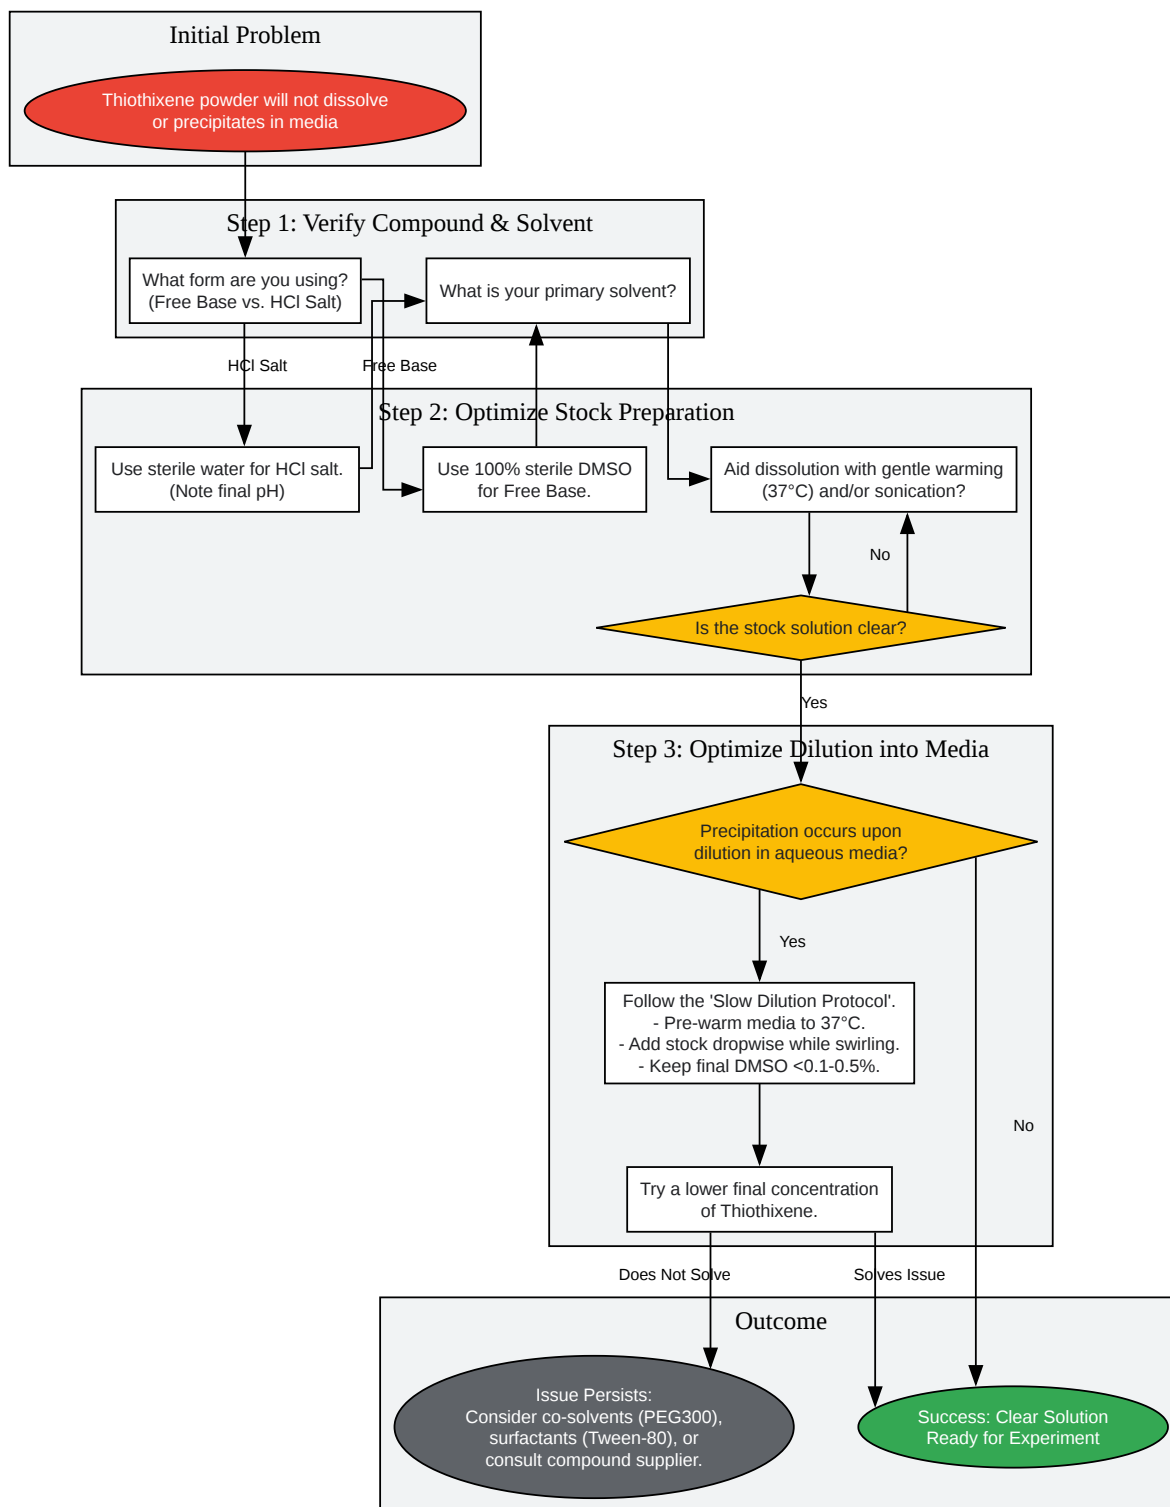 Initial Problem
Thiothixene powder will not dissolve
or precipitates in media
Step 1: Verify Compound & Solvent
What form are you using?
(Free Base vs. HCl Salt)
What is your primary solvent?
HCl Salt
Free Base
Step 2: Optimize Stock Preparation
Use sterile water for HCl salt.
(Note final pH)
Use 100% sterile DMSO
for Free Base.
Aid dissolution with gentle warming
(37°C) and/or sonication?
No
Is the stock solution clear?
Yes
Step 3: Optimize Dilution into Media
Precipitation occurs upon
dilution in aqueous media?
Yes
Follow the 'Slow Dilution Protocol'.
- Pre-warm media to 37°C.
- Add stock dropwise while swirling.
- Keep final DMSO <0.1-0.5%.
No
Try a lower final concentration
of Thiothixene.
Does Not Solve
Solves Issue
Outcome
Issue Persists:
Consider co-solvents (PEG300),
surfactants (Tween-80), or
consult compound supplier.
Success: Clear Solution
Ready for Experiment